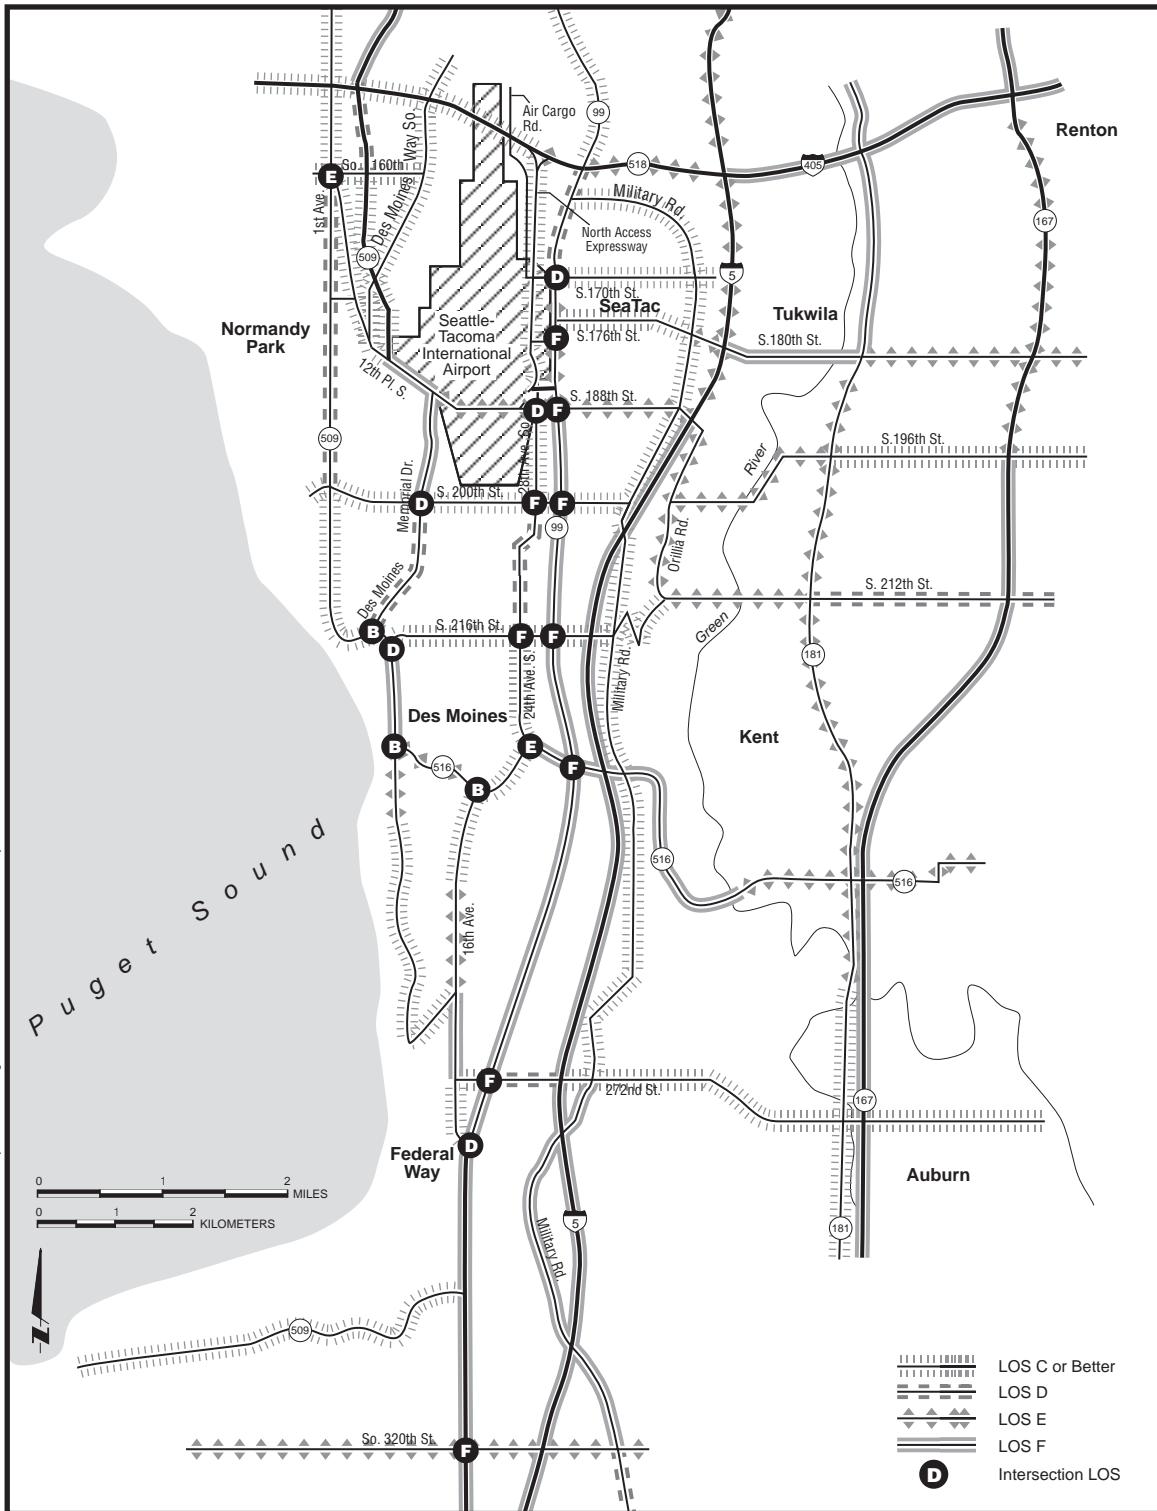 99
Air Cargo
Rd.
Renton
So. 160th
Way So.
Des Moines
518
405
E
1st Ave.
Military Rd.
167
North Access
Expressway
509
D
5
S.170th St.
SeaTac
Tukwila
Normandy
Park
Seattle-
Tacoma
International
Airport
F
S.176th St.
S.180th St.
12th Pl. S.
S. 188th St.
D
F
509
28th Ave. So.
S.196th St.
River
Memorial Dr.
D
S. 200th St.
F
F
99
Orillia Rd.
Des Moines
S. 212th St.
Green
B
D
S. 216th St.
F
F
181
24th Ave. S.
Military Rd.
Des Moines
Kent
B
516
E
F
B
516
516
Puget Sound
16th Ave.
F
272nd St.
167
D
Federal
Way
Auburn
0 1 2
MILES
0 1 2
KILOMETERS
5
181
Military Rd.
N
509
LOS C or Better
LOS D
LOS E
LOS F
D Intersection LOS
So. 320th St.
F